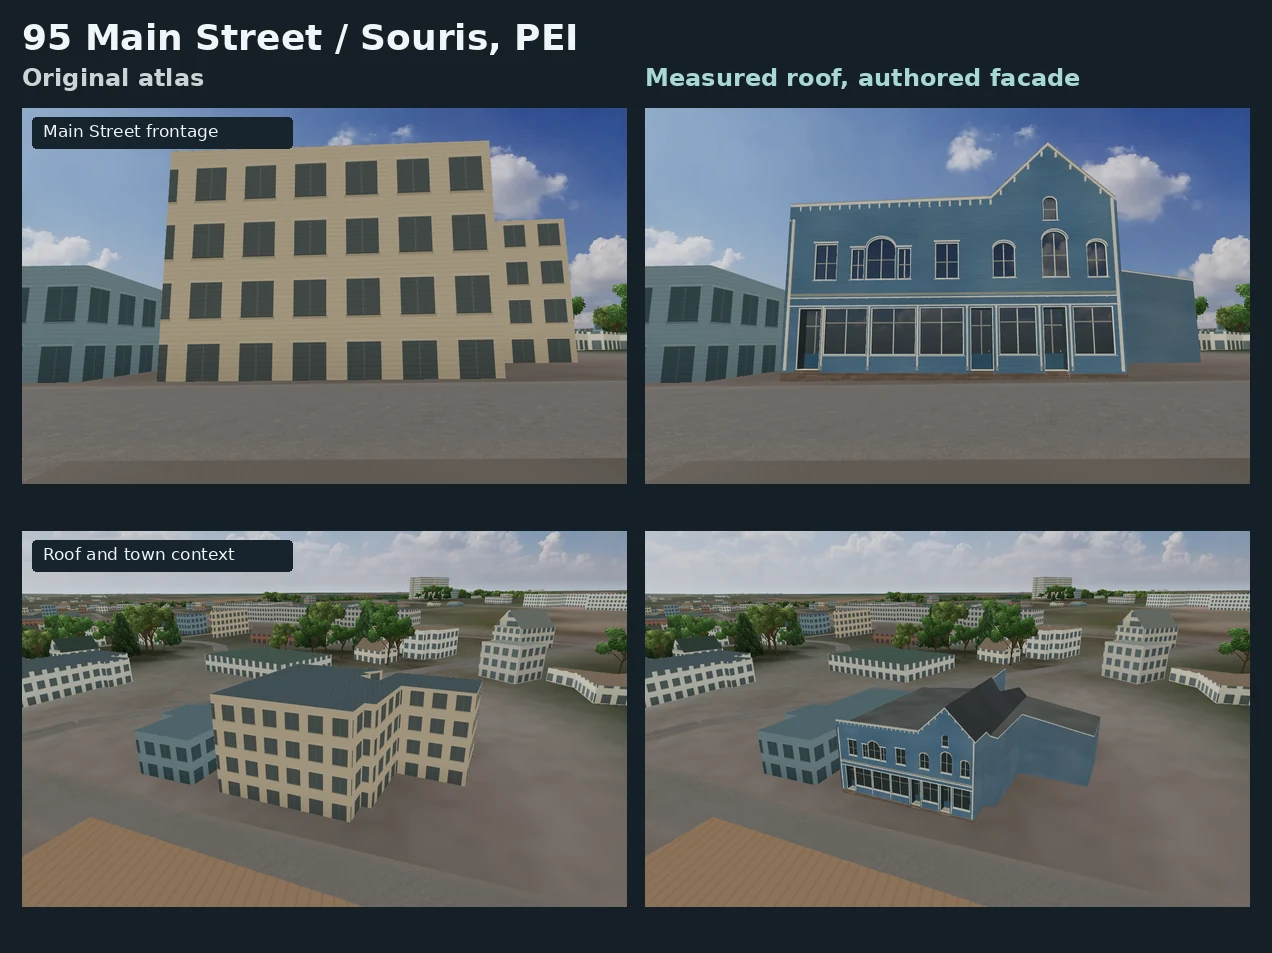 95 Main Street / Souris, PEI
Original atlas
Measured roof, authored facade
Main Street frontage
Roof and town context